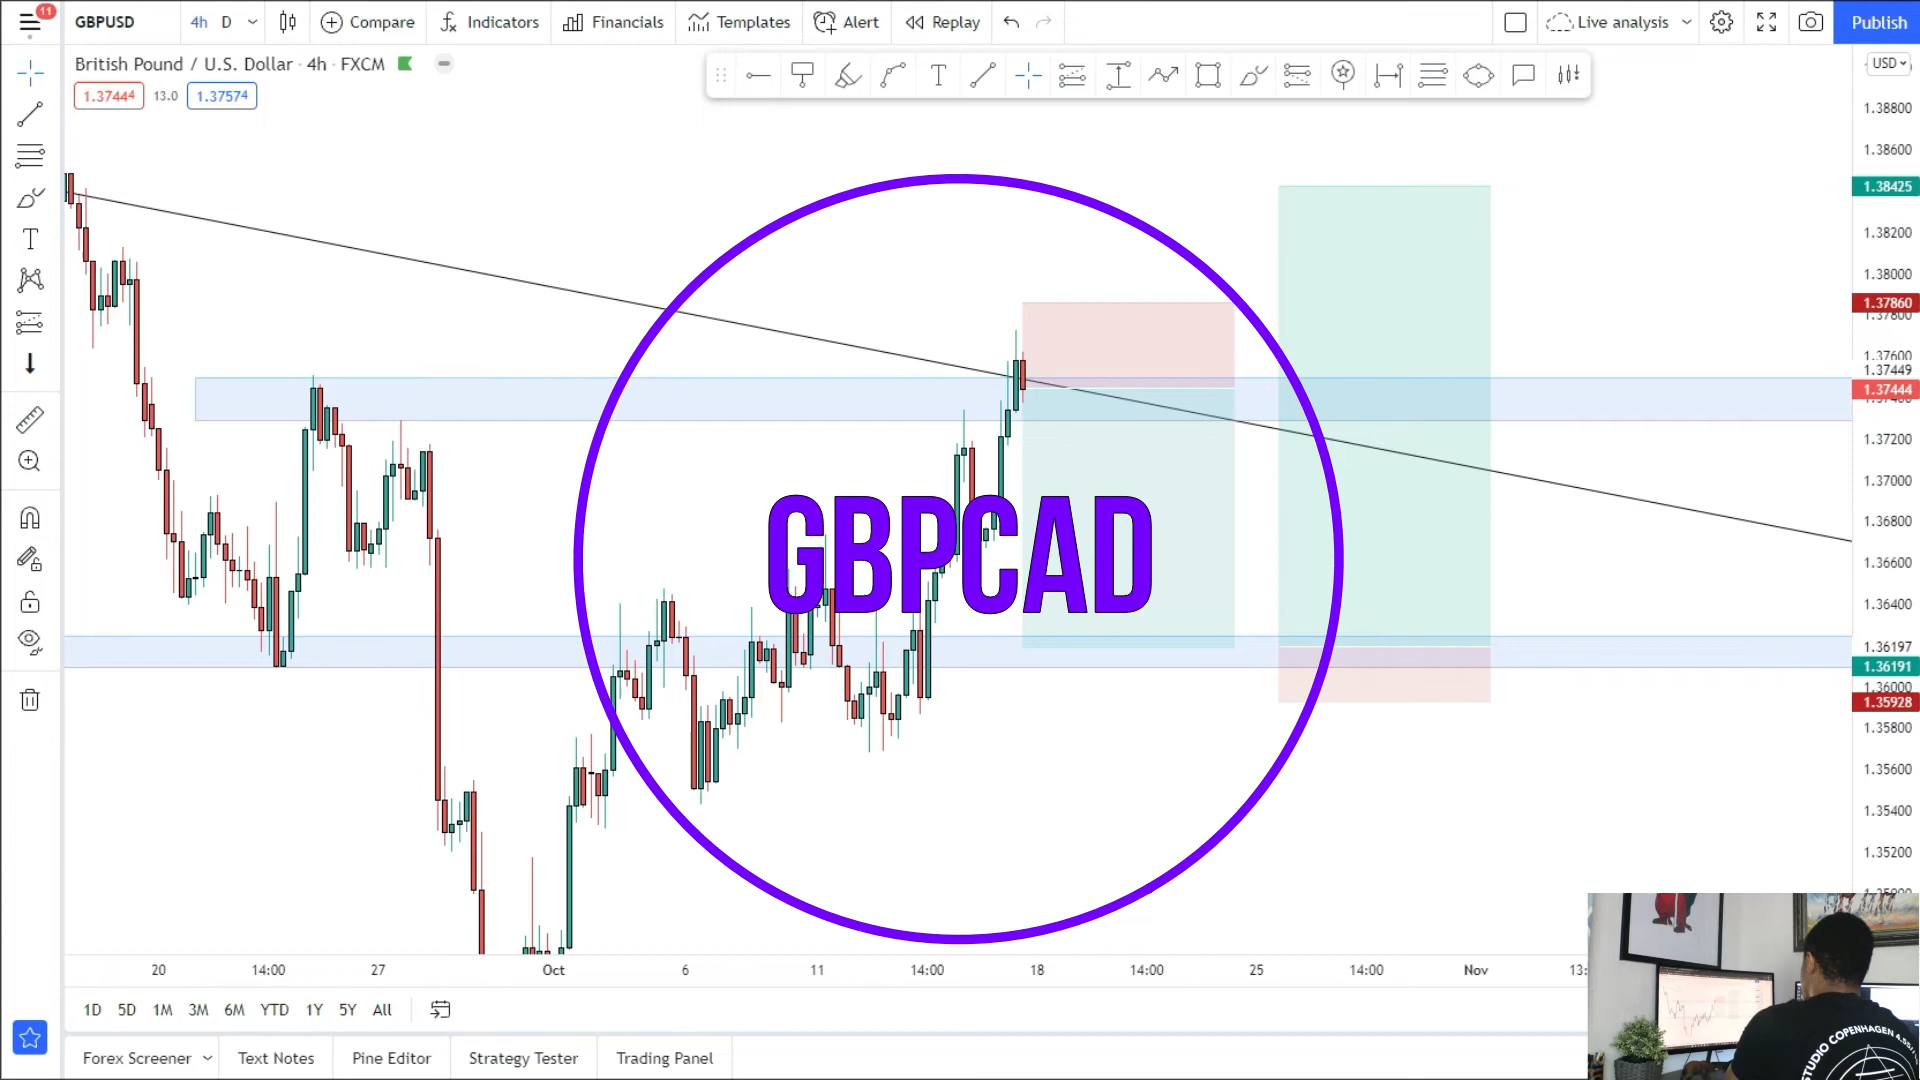 11
GBPUSD
4h
D
Compare
Indicators
Financials
Templates
Alert
Replay
Live analysis
Publish
British Pound / U.S. Dollar · 4h · FXCM
USD
1.37444
13.0
1.37574
1.38800
1.38600
1.38425
1.38200
1.38000
1.37860
1.37800
1.37600
1.37449
1.37444
1.37200
1.37000
1.36800
1.36600
1.36400
1.36197
1.36191
1.36000
1.35928
1.35800
1.35600
1.35400
1.35200
GBPCAD
20
14:00
27
Oct
6
11
14:00
18
14:00
25
14:00
Nov
1D
5D
1M
3M
6M
YTD
1Y
5Y
All
Forex Screener
Text Notes
Pine Editor
Strategy Tester
Trading Panel
STUDIO COPENHAGEN